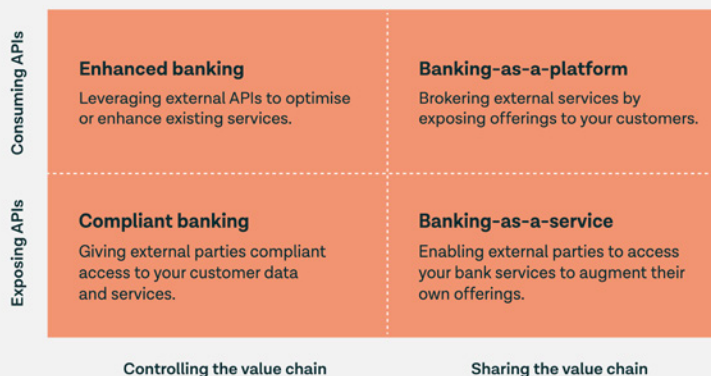 Consuming APIs
Enhanced banking
Leveraging external APIs to optimise
or enhance existing services.
Banking-as-a-platform
Brokering external services by
exposing offerings to your customers.
Exposing APIs
Compliant banking
Giving external parties compliant
access to your customer data
and services.
Banking-as-a-service
Enabling external parties to access
your bank services to augment their
own offerings.
Controlling the value chain
Sharing the value chain